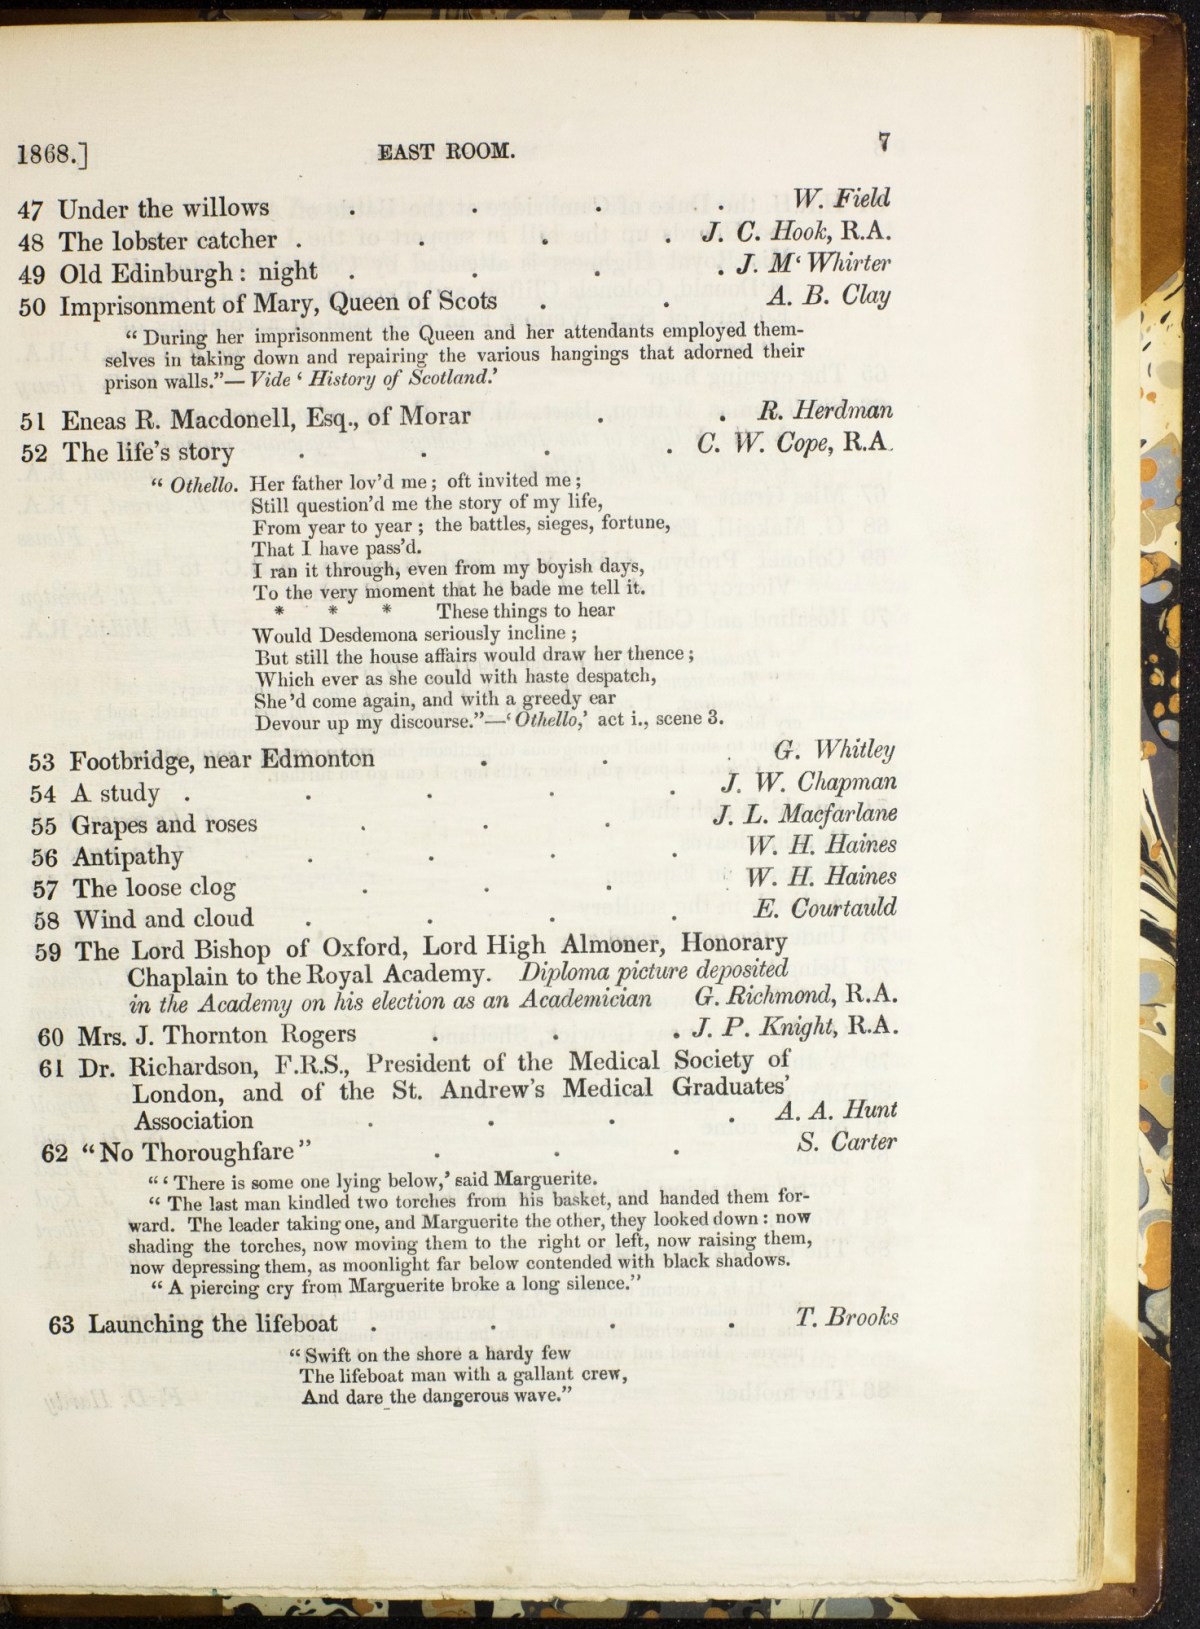 1868.] EAST ROOM. 7
47 Under the willows . . . . W. Field
48 The lobster catcher . . . . J. C. Hook, R.A.
49 Old Edinburgh : night . . . . J. M‘Whirter
50 Imprisonment of Mary, Queen of Scots . . A. B. Clay
“ During her imprisonment the Queen and her attendants employed them-
selves in taking down and repairing the various hangings that adorned their
prison walls.”—Vide ‘ History of Scotland.’
51 Eneas R. Macdonell, Esq., of Morar . . R. Herdman
52 The life’s story . . . . C. W. Cope, R.A.
“ Othello. Her father lov’d me ; oft invited me ;
Still question’d me the story of my life,
From year to year ; the battles, sieges, fortune,
That I have pass’d.
I ran it through, even from my boyish days,
To the very moment that he bade me tell it.
* * * These things to hear
Would Desdemona seriously incline ;
But still the house affairs would draw her thence ;
Which ever as she could with haste despatch,
She’d come again, and with a greedy ear
Devour up my discourse.”—‘Othello,’ act i., scene 3.
53 Footbridge, near Edmonton . . . G. Whitley
54 A study . . . . . J. W. Chapman
55 Grapes and roses . . . J. L. Macfarlane
56 Antipathy . . . . W. H. Haines
57 The loose clog . . . . W. H. Haines
58 Wind and cloud . . . . E. Courtauld
59 The Lord Bishop of Oxford, Lord High Almoner, Honorary
Chaplain to the Royal Academy. Diploma picture deposited
in the Academy on his election as an Academician G. Richmond, R.A.
60 Mrs. J. Thornton Rogers . . . J. P. Knight, R.A.
61 Dr. Richardson, F.R.S., President of the Medical Society of
London, and of the St. Andrew’s Medical Graduates’
Association . . . . A. A. Hunt
62 “No Thoroughfare” . . . S. Carter
“ ‘ There is some one lying below,’ said Marguerite.
“ The last man kindled two torches from his basket, and handed them for-
ward. The leader taking one, and Marguerite the other, they looked down : now
shading the torches, now moving them to the right or left, now raising them,
now depressing them, as moonlight far below contended with black shadows.
“ A piercing cry from Marguerite broke a long silence.”
63 Launching the lifeboat . . . . T. Brooks
“ Swift on the shore a hardy few
The lifeboat man with a gallant crew,
And dare the dangerous wave.”